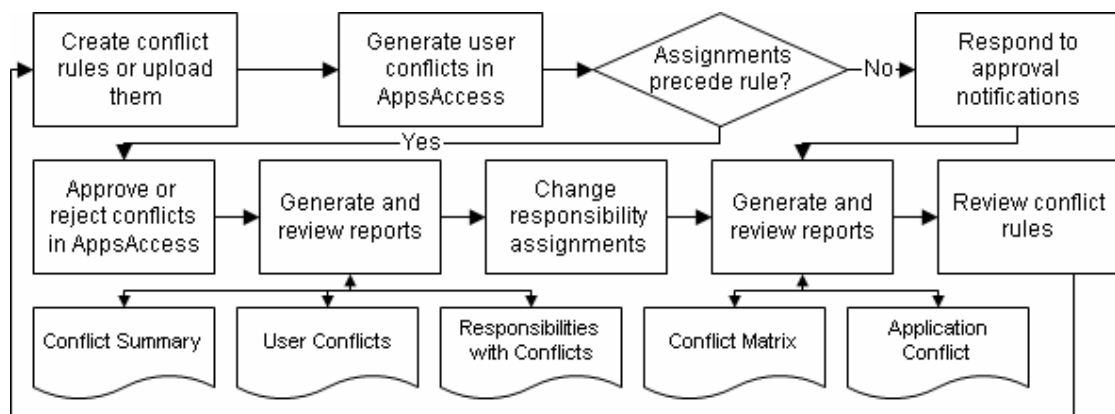 Create conflict
rules or upload
them
Generate user
conflicts in
AppsAccess
Assignments
precede rule?
No
Respond to
approval
notifications
Yes
Approve or
reject conflicts
in AppsAccess
Generate and
review reports
Change
responsibility
assignments
Generate and
review reports
Review conflict
rules
Conflict Summary
User Conflicts
Responsibilities
with Conflicts
Conflict Matrix
Application
Conflict